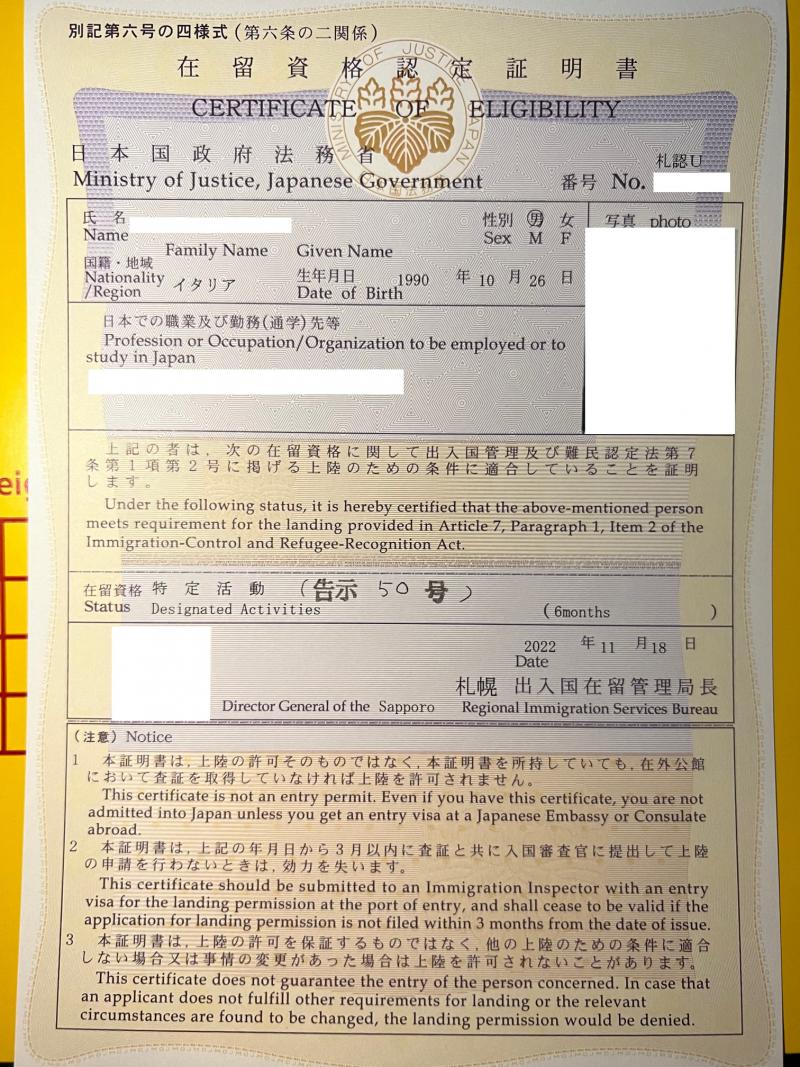 別記第六号の四様式(第六条の二関係)
在留資格認定証明書
CERTIFICATE OF ELIGIBILITY
MINISTRY OF JUSTICE, JAPAN
日本国政府法務省
札認U
Ministry of Justice, Japanese Government 番号 No.
氏名 性別 男 女 写真 photo
Name Sex M F
Family Name Given Name
国籍・地域 生年月日 1990 年 10 月 26 日
Nationality イタリア Date of Birth
/Region
日本での職業及び勤務(通学)先等
Profession or Occupation/Organization to be employed or to
study in Japan
上記の者は、次の在留資格に関して出入国管理及び難民認定法第7
条第1項第2号に掲げる上陸のための条件に適合していることを証明
します。
Under the following status, it is hereby certified that the above-mentioned person
meets requirement for the landing provided in Article 7, Paragraph 1, Item 2 of the
Immigration-Control and Refugee-Recognition Act.
在留資格 特定活動 (告示 50 号)
Status Designated Activities (6months )
2022 年 11 月 18 日
Date
札幌 出入国在留管理局長
Director General of the Sapporo Regional Immigration Services Bureau
(注意) Notice
1 本証明書は、上陸の許可そのものではなく、本証明書を所持していても、在外公館
において査証を取得していなければ上陸を許可されません。
This certificate is not an entry permit. Even if you have this certificate, you are not
admitted into Japan unless you get an entry visa at a Japanese Embassy or Consulate
abroad.
2 本証明書は、上記の年月日から3月以内に査証と共に入国審査官に提出して上陸
の申請を行わないときは、効力を失います。
This certificate should be submitted to an Immigration Inspector with an entry
visa for the landing permission at the port of entry, and shall cease to be valid if the
application for landing permission is not filed within 3 months from the date of issue.
3 本証明書は、上陸の許可を保証するものではなく、他の上陸のための条件に適合
しない場合又は事情の変更があった場合は上陸を許可されないことがあります。
This certificate does not guarantee the entry of the person concerned. In case that
an applicant does not fulfill other requirements for landing or the relevant
circumstances are found to be changed, the landing permission would be denied.